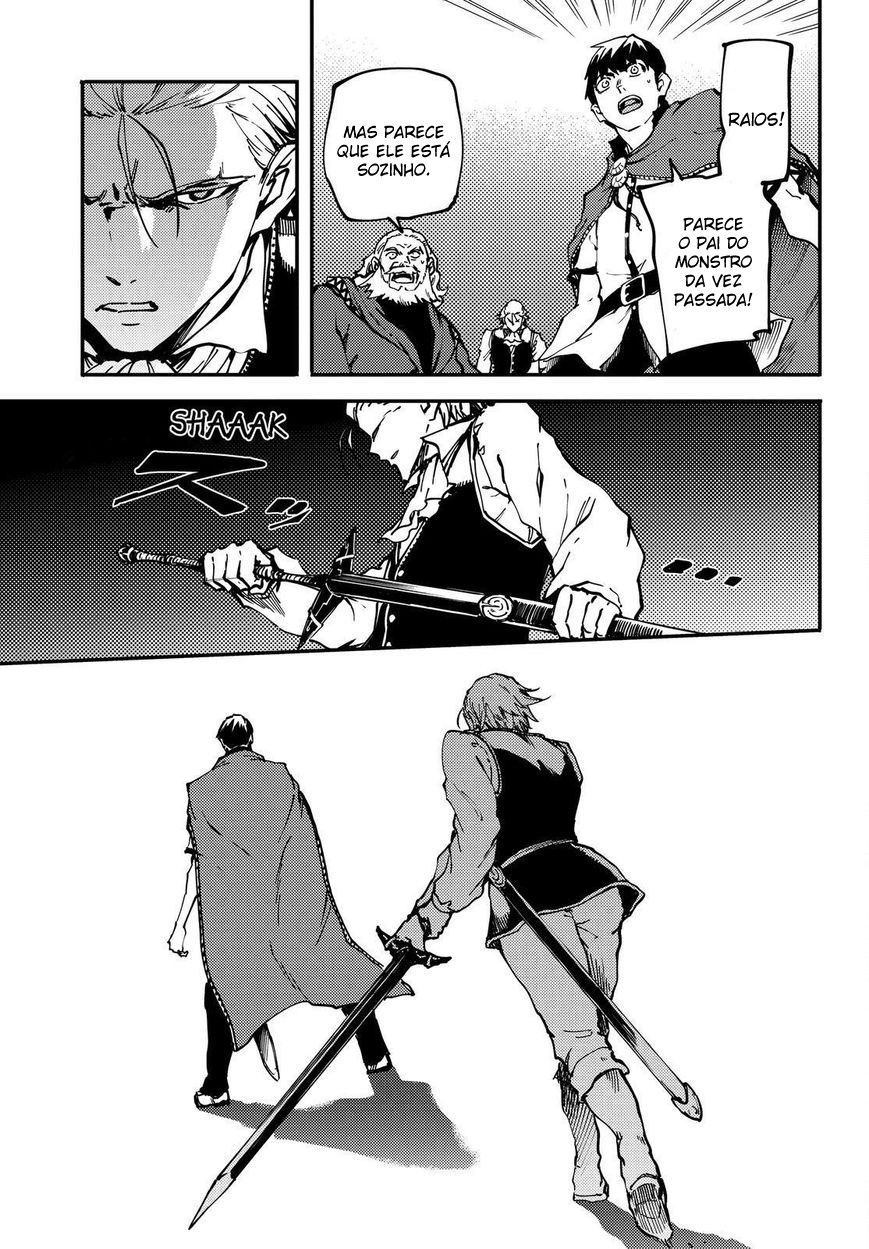 RAIOS!
PARECE
O PAI DO
MONSTRO
DA VEZ
PASSADA!
MAS PARECE
QUE ELE ESTÁ
SOZINHO.
SHAAAK
スッ